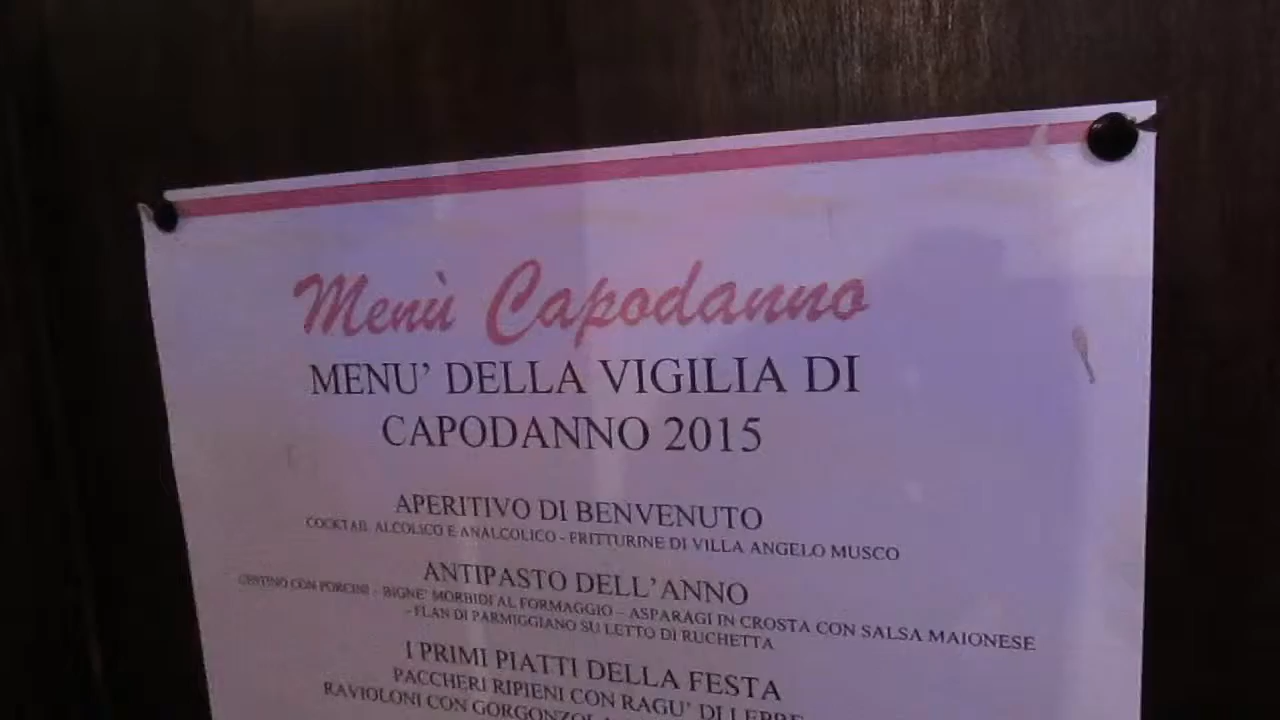 Menù Capodanno
MENU' DELLA VIGILIA DI
CAPODANNO 2015
APERITIVO DI BENVENUTO
COCKTAIL ALCOLICO E ANALCOLICO - FRITTURINE DI VILLA ANGELO MUSCO
ANTIPASTO DELL'ANNO
CESTINO CON PORCINI - BIGNE' MORBIDI AL FORMAGGIO - ASPARAGI IN CROSTA CON SALSA MAIONESE
- FLAN DI PARMIGGIANO SU LETTO DI RUCHETTA
I PRIMI PIATTI DELLA FESTA
PACCHERI RIPIENI CON RAGU' DI LEPRE
RAVIOLONI CON GORGONZOLA